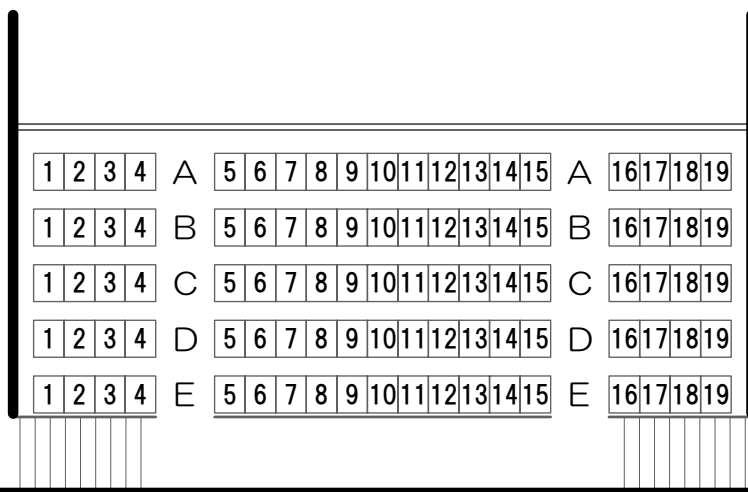 1 2 3 4 A 5 6 7 8 9 10 11 12 13 14 15 A 16 17 18 19
1 2 3 4 B 5 6 7 8 9 10 11 12 13 14 15 B 16 17 18 19
1 2 3 4 C 5 6 7 8 9 10 11 12 13 14 15 C 16 17 18 19
1 2 3 4 D 5 6 7 8 9 10 11 12 13 14 15 D 16 17 18 19
1 2 3 4 E 5 6 7 8 9 10 11 12 13 14 15 E 16 17 18 19